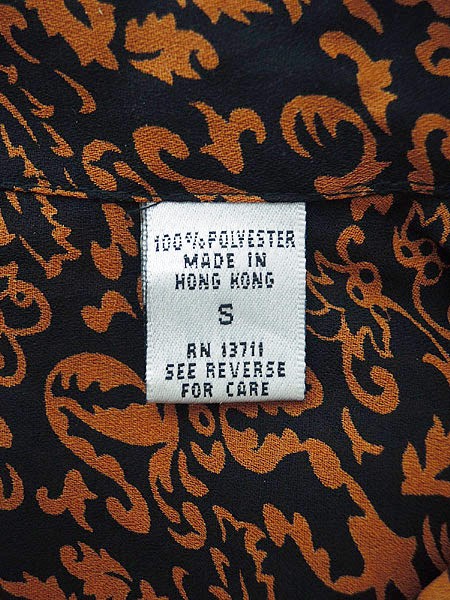 100% POLYESTER
MADE IN
HONG KONG
S
RN 13711
SEE REVERSE
FOR CARE